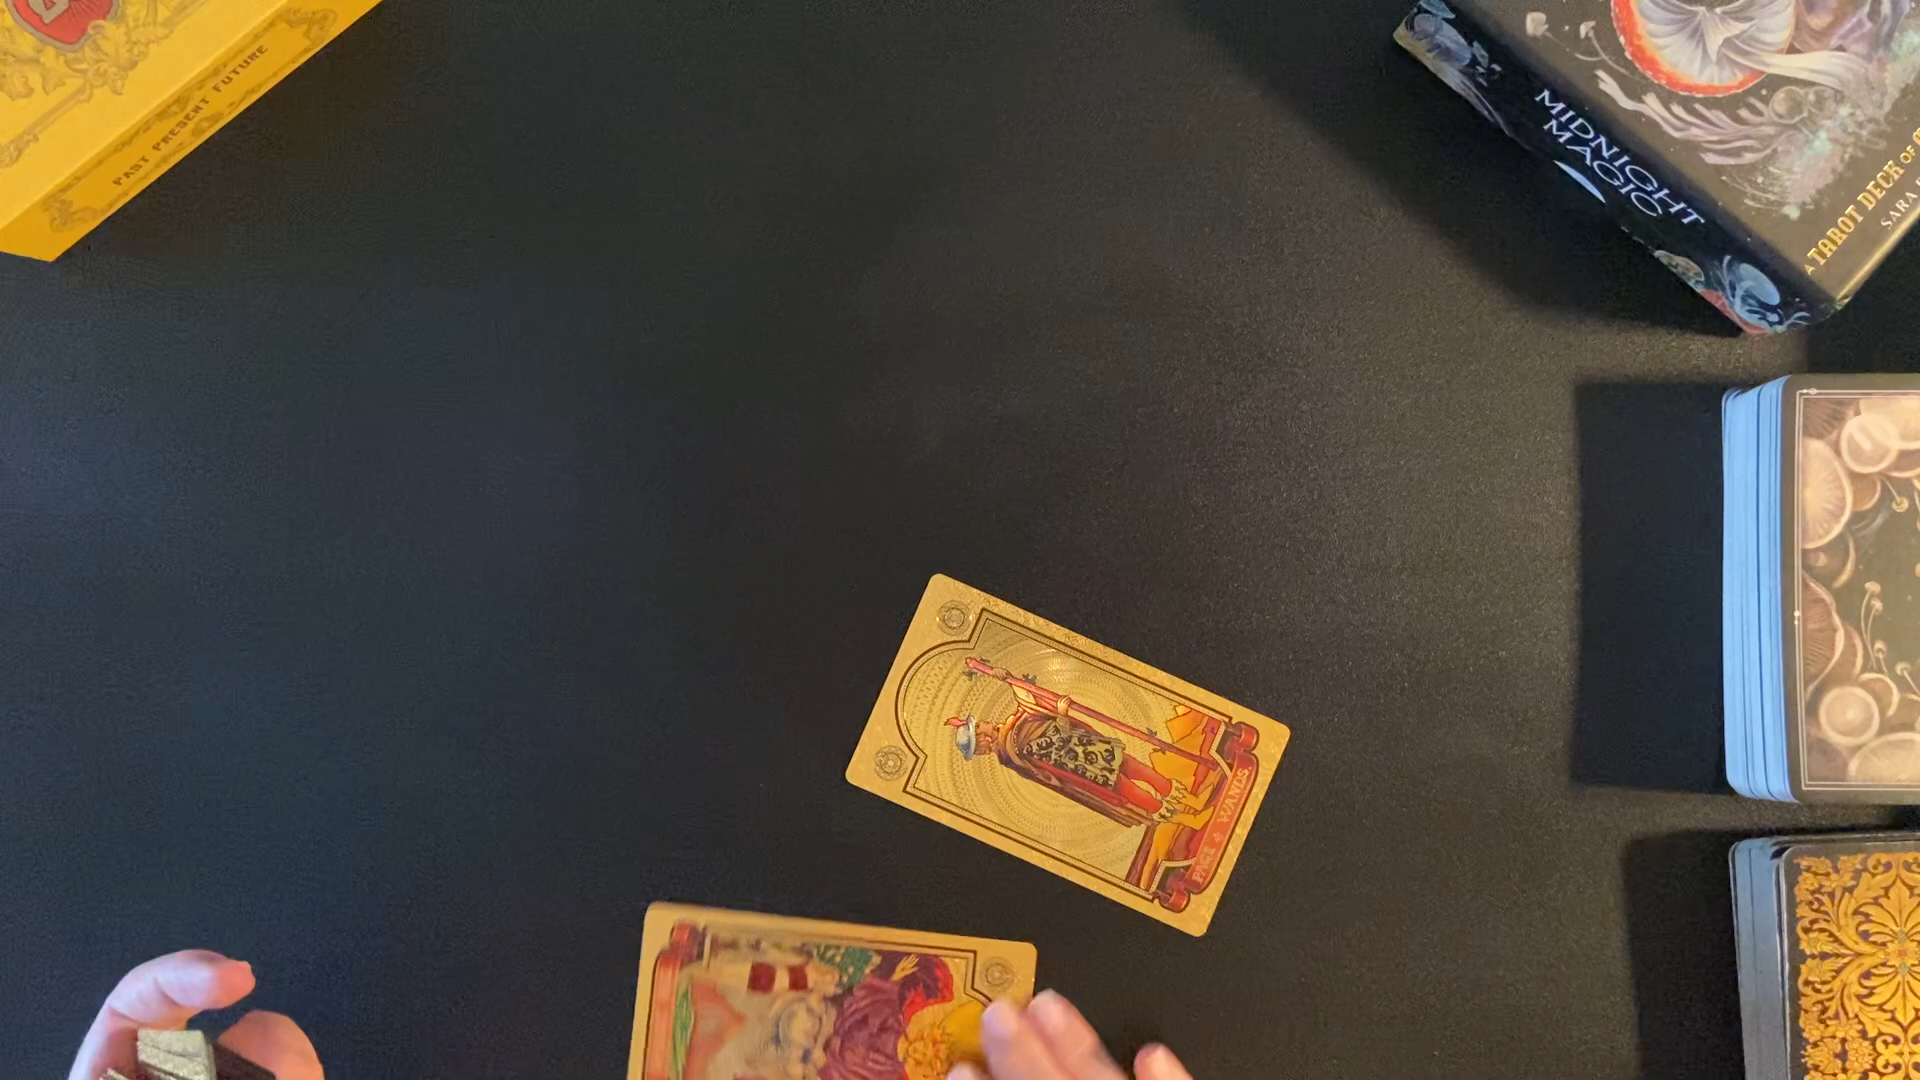 PAST PRESENT FUTURE
MIDNIGHT
MAGIC
A TAROT DECK OF
SARA
PAGE of WANDS.